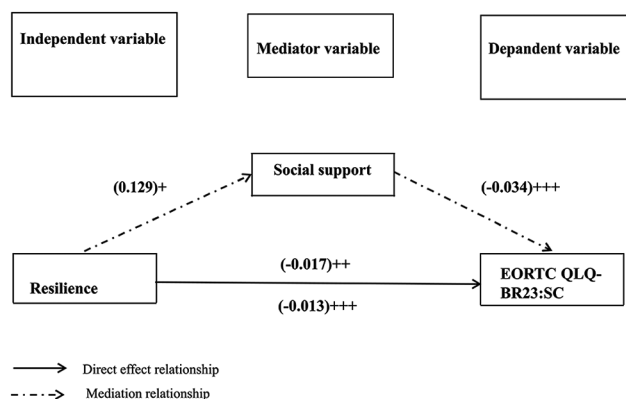 Independent variable
Mediator variable
Depandent variable
Social support
(0.129)+
(-0.034)+++
Resilience
(-0.017)++
(-0.013)+++
EORTC QLQ-
BR23:SC
Direct effect relationship
Mediation relationship